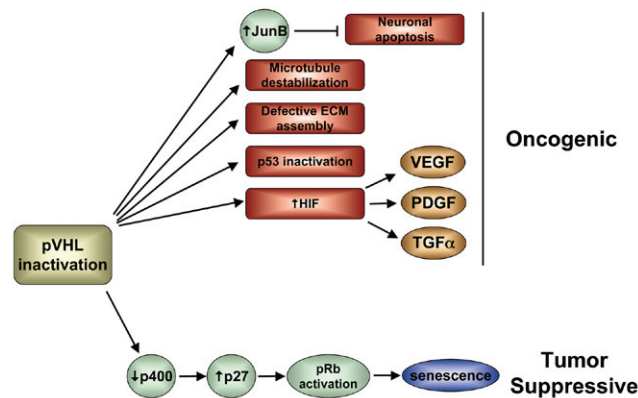 ↑JunB
Neuronal
apoptosis
Microtubule
destabilization
Defective ECM
assembly
p53 inactivation
↑HIF
VEGF
PDGF
TGFα
Oncogenic
pVHL
inactivation
↓p400
↑p27
pRb
activation
senescence
Tumor
Suppressive